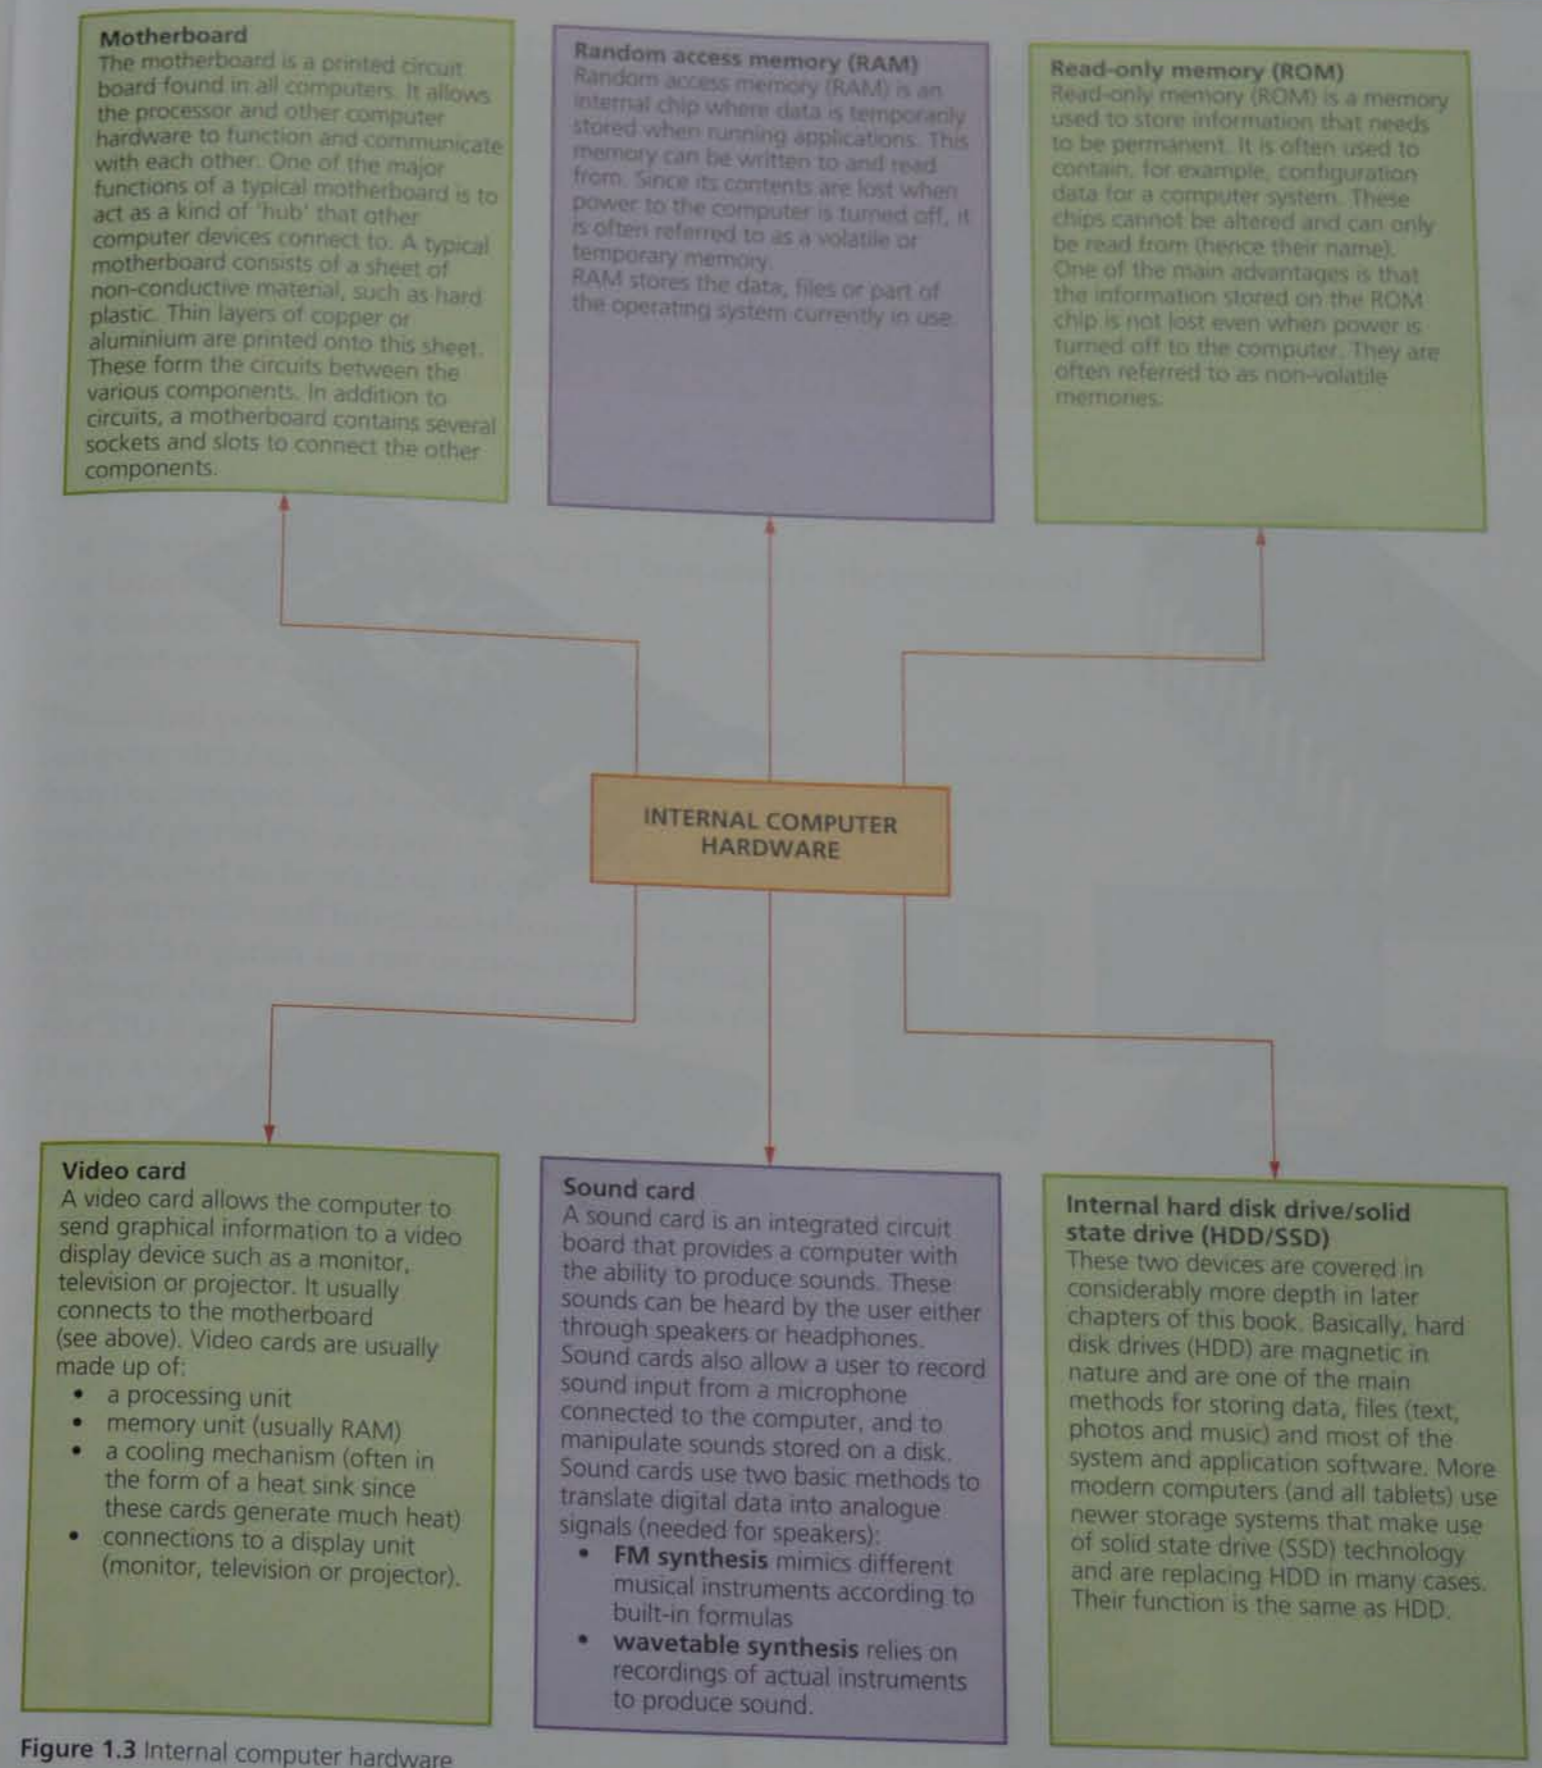 Motherboard
The motherboard is a printed circuit
board found in all computers. It allows
the processor and other computer
hardware to function and communicate
with each other. One of the major
functions of a typical motherboard is to
act as a kind of 'hub' that other
computer devices connect to. A typical
motherboard consists of a sheet of
non-conductive material, such as hard
plastic. Thin layers of copper or
aluminium are printed onto this sheet.
These form the circuits between the
various components. In addition to
circuits, a motherboard contains several
sockets and slots to connect the other
components.
Random access memory (RAM)
Random access memory (RAM) is an
internal chip where data is temporarily
stored when running applications. This
memory can be written to and read
from. Since its contents are lost when
power to the computer is turned off, it
is often referred to as a volatile or
temporary memory.
RAM stores the data, files or part of
the operating system currently in use.
Read-only memory (ROM)
Read-only memory (ROM) is a memory
used to store information that needs
to be permanent. It is often used to
contain, for example, configuration
data for a computer system. These
chips cannot be altered and can only
be read from (hence their name).
One of the main advantages is that
the information stored on the ROM
chip is not lost even when power is
turned off to the computer. They are
often referred to as non-volatile
memories.
INTERNAL COMPUTER
HARDWARE
Video card
A video card allows the computer to
send graphical information to a video
display device such as a monitor,
television or projector. It usually
connects to the motherboard
(see above). Video cards are usually
made up of:
• a processing unit
• memory unit (usually RAM)
• a cooling mechanism (often in
the form of a heat sink since
these cards generate much heat)
• connections to a display unit
(monitor, television or projector).
Sound card
A sound card is an integrated circuit
board that provides a computer with
the ability to produce sounds. These
sounds can be heard by the user either
through speakers or headphones.
Sound cards also allow a user to record
sound input from a microphone
connected to the computer, and to
manipulate sounds stored on a disk.
Sound cards use two basic methods to
translate digital data into analogue
signals (needed for speakers):
• FM synthesis mimics different
musical instruments according to
built-in formulas
• wavetable synthesis relies on
recordings of actual instruments
to produce sound.
Internal hard disk drive/solid
state drive (HDD/SSD)
These two devices are covered in
considerably more depth in later
chapters of this book. Basically, hard
disk drives (HDD) are magnetic in
nature and are one of the main
methods for storing data, files (text,
photos and music) and most of the
system and application software. More
modern computers (and all tablets) use
newer storage systems that make use
of solid state drive (SSD) technology
and are replacing HDD in many cases.
Their function is the same as HDD.
Figure 1.3 Internal computer hardware